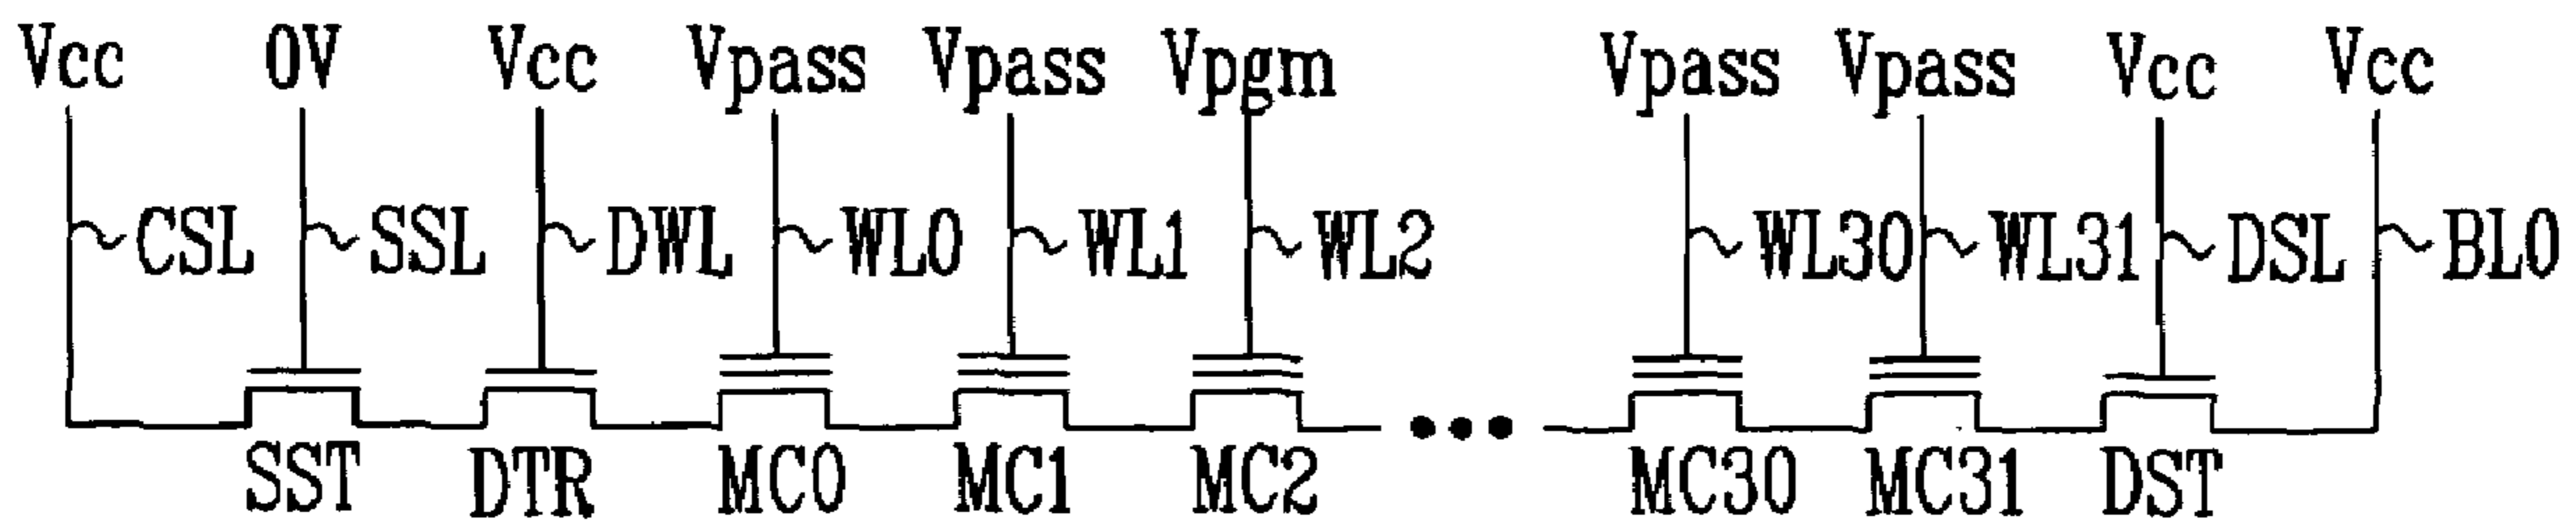 Vcc 0V Vcc Vpass Vpass Vpgm Vpass Vpass Vcc Vcc
CSL SSL DWL WL0 WL1 WL2 WL30 WL31 DSL BL0
SST DTR MC0 MC1 MC2 MC30 MC31 DST